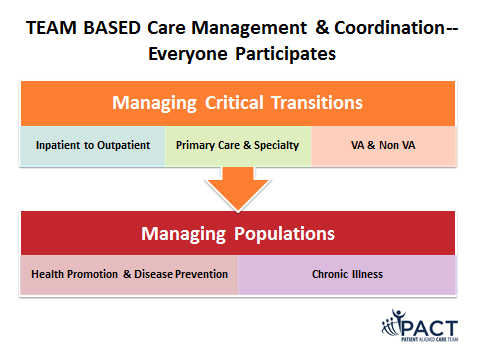 TEAM BASED Care Management & Coordination--
Everyone Participates
Managing Critical Transitions
Inpatient to Outpatient
Primary Care & Specialty
VA & Non VA
Managing Populations
Health Promotion & Disease Prevention
Chronic Illness
PACT
PATIENT ALIGNED CARE TEAM